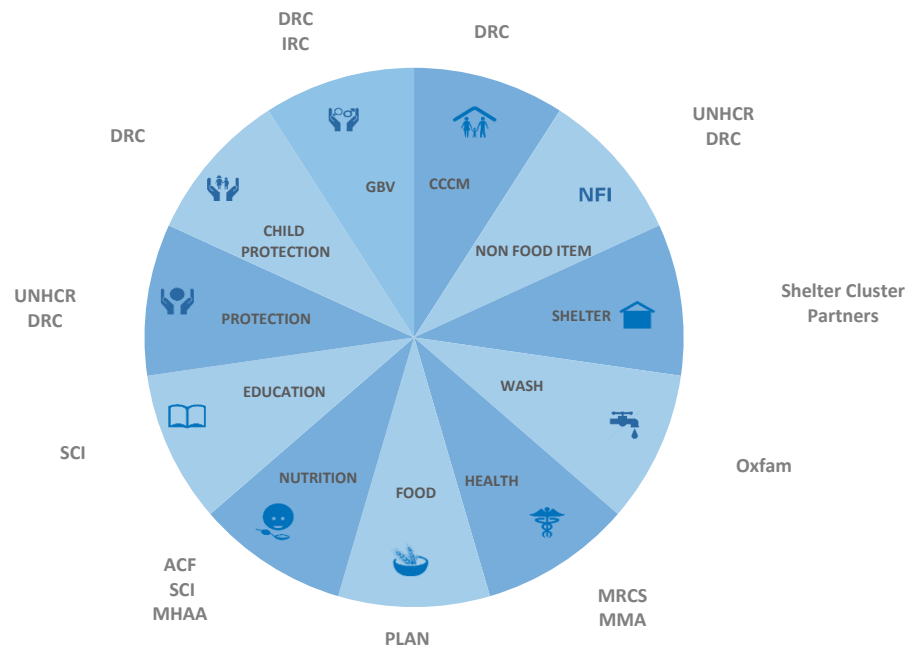 DRC
IRC
DRC
UNHCR
DRC
DRC
GBV
CCCM
NFI
CHILD
PROTECTION
NON FOOD ITEM
UNHCR
DRC
PROTECTION
SHELTER
Shelter Cluster
Partners
EDUCATION
WASH
SCI
NUTRITION
FOOD
HEALTH
Oxfam
ACF
SCI
MHAA
PLAN
MRCS
MMA